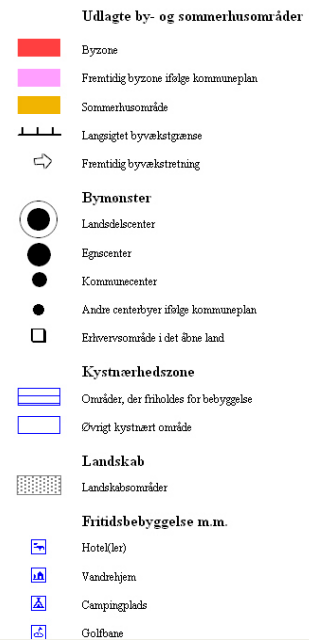 Udlagte by- og sommerhusområder
Byzone
Fremtidig byzone ifølge kommuneplan
Sommerhusområde
Langsigtet byvækstgrænse
Fremtidig byvækstretning
Bymønster
Landsdelscenter
Egnscenter
Kommunecenter
Andre centerbyer ifølge kommuneplan
Erhvervsområde i det åbne land
Kystnærhedszone
Områder, der friholdes for bebyggelse
Øvrigt kystnært område
Landskab
Landskabsområder
Fritidsbebyggelse m.m.
Hotel(ler)
Vandrehjem
Campingplads
Golfbane